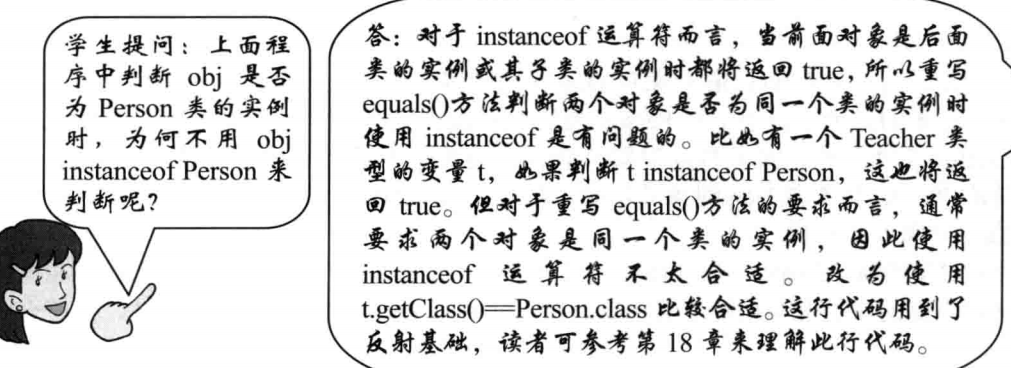 学生提问：上面程
序中判断 obj 是否
为 Person 类的实例
时，为何不用 obj
instanceof Person 来
判断呢？
答：对于 instanceof 运算符而言，当前面对象是后面
类的实例或其子类的实例时都将返回 true，所以重写
equals()方法判断两个对象是否为同一个类的实例时
使用 instanceof 是有问题的。比如有一个 Teacher 类
型的变量 t，如果判断 t instanceof Person，这也将返
回 true。但对于重写 equals()方法的要求而言，通常
要求两个对象是同一个类的实例，因此使用
instanceof 运算符不太合适。改为使用
t.getClass()==Person.class 比较合适。这行代码用到了
反射基础，读者可参考第 18 章来理解此行代码。